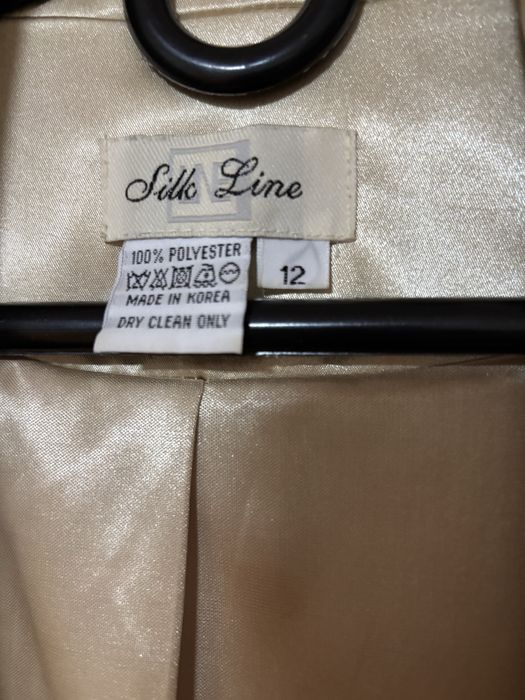 Silk Line
100% POLYESTER
12
MADE IN KOREA
DRY CLEAN ONLY